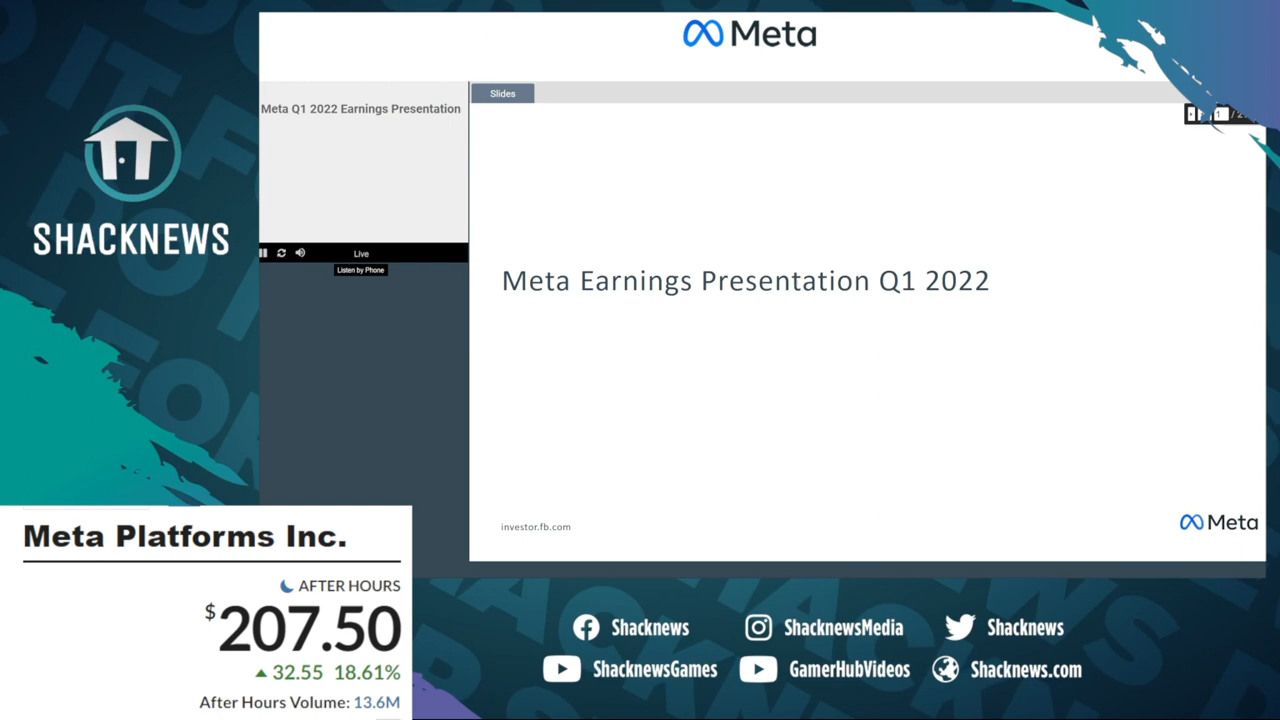 Meta
SHACKNEWS
Meta Q1 2022 Earnings Presentation
Slides
1
Live
Listen by Phone
Meta Earnings Presentation Q1 2022
investor.fb.com
Meta
Meta Platforms Inc.
AFTER HOURS
$207.50
32.55 18.61%
After Hours Volume: 13.6M
Shacknews
ShacknewsMedia
Shacknews
ShacknewsGames
GamerHubVideos
Shacknews.com